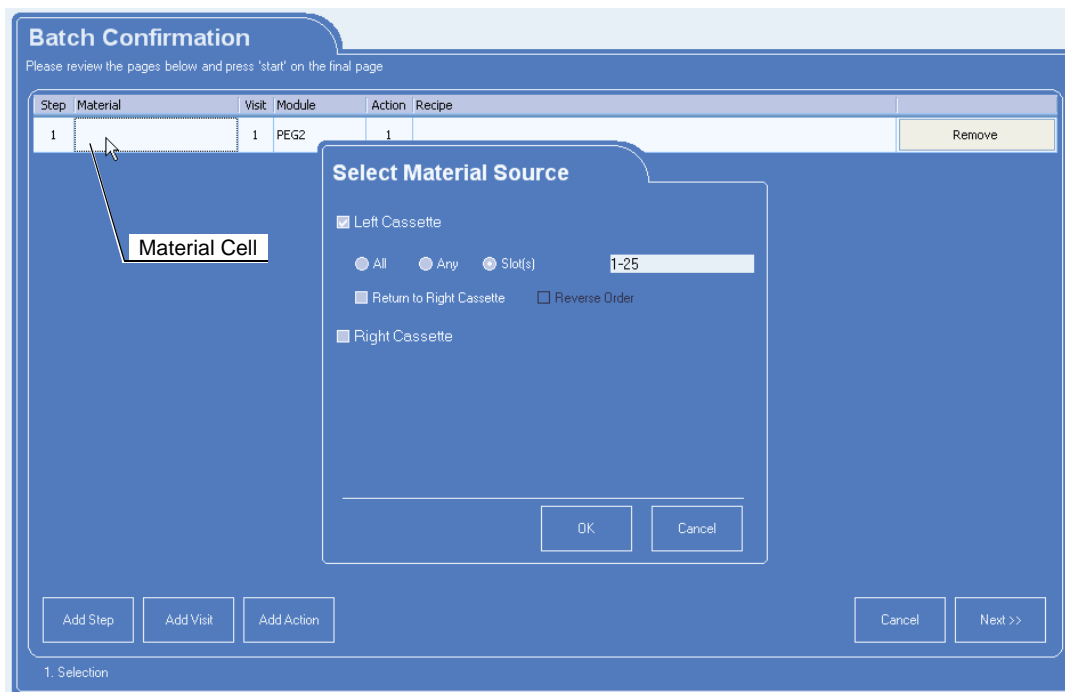 Batch Confirmation
Please review the pages below and press 'start' on the final page
Step Material Visit Module Action Recipe
1 1 PEG2 1 Remove
Material Cell
Select Material Source
Left Cassette
All Any Slot(s) 1-25
Return to Right Cassette Reverse Order
Right Cassette
OK Cancel
Add Step Add Visit Add Action Cancel Next >>
1. Selection